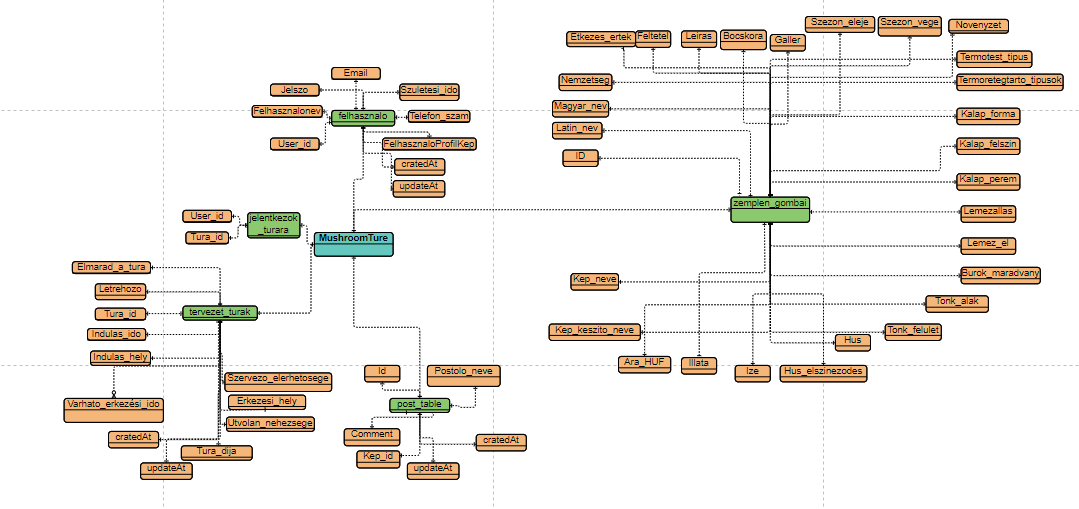 Szezon_eleje
Szezon_vege
Novenyzet
Etkezes_ertek
Feltetel
Leiras
Bocskora
Galler
Termotest_tipus
Email
Nemzetseg
Termoretegtarto_tipusok
Jelszo
Szuletesi_ido
Magyar_nev
Felhasznalonev
felhasznalo
Telefon_szam
Kalap_forma
Latin_nev
User_id
FelhasznaloProfilKep
Kalap_felszin
ID
cratedAt
Kalap_perem
updateAt
zemplen_gombai
User_id
jelentkezok
_turara
Lemezallas
Tura_id
MushroomTure
Lemez_el
Elmarad_a_tura
Burok_maradvany
Kep_neve
Letrehozo
Tonk_alak
Tura_id
tervezet_turak
Indulas_ido
Kep_keszito_neve
Tonk_felulet
Hus
Indulas_hely
Ara_HUF
Illata
Ize
Hus_elszinezodes
Id
Postolo_neve
Szervezo_elerhetosege
Varhato_erkezési_ido
Erkezesi_hely
post_table
Utvolan_nehezsege
cratedAt
Comment
cratedAt
Tura_dija
Kep_id
updateAt
updateAt